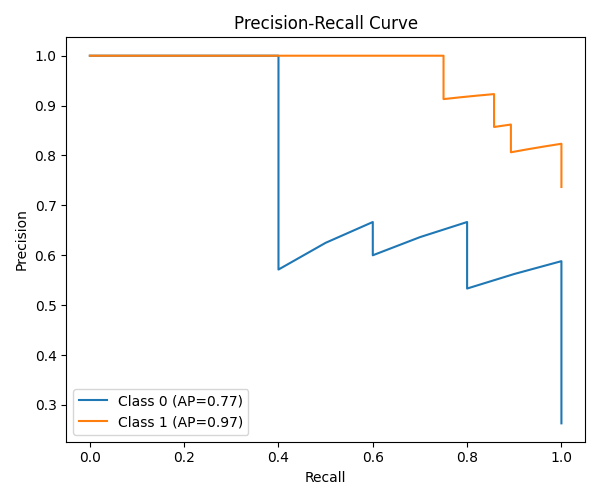 Precision-Recall Curve
1.0
0.9
0.8
0.7
0.6
0.5
0.4
0.3
Precision
Class 0 (AP=0.77)
Class 1 (AP=0.97)
0.0 0.2 0.4 0.6 0.8 1.0
Recall